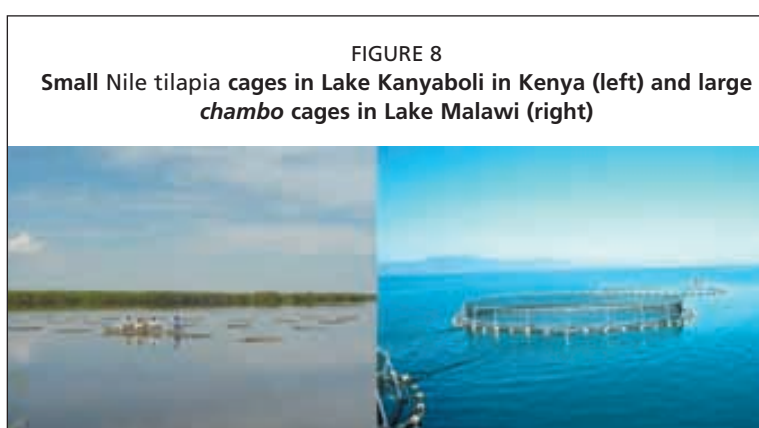 FIGURE 8
Small Nile tilapia cages in Lake Kanyaboli in Kenya (left) and large
chambo cages in Lake Malawi (right)